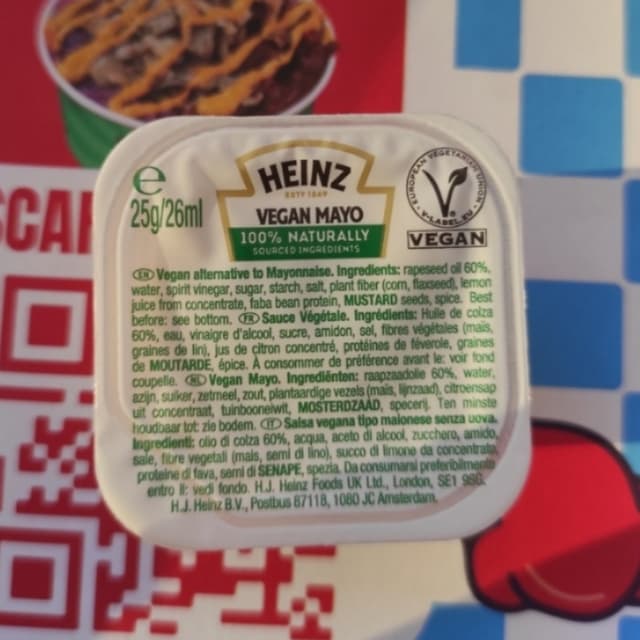 SCA
e
25g/26ml
HEINZ
ESTD 1869
VEGAN MAYO
100% NATURALLY
SOURCED INGREDIENTS
EUROPEAN VEGETARIAN UNION
V-LABEL.EU
VEGAN
EN Vegan alternative to Mayonnaise. Ingredients: rapeseed oil 60%,
water, spirit vinegar, sugar, starch, salt, plant fiber (corn, flaxseed), lemon
juice from concentrate, faba bean protein, MUSTARD seeds, spice. Best
before: see bottom. FR Sauce Végétale. Ingrédients: Huile de colza
60%, eau, vinaigre d'alcool, sucre, amidon, sel, fibres végétales (maïs,
graines de lin), jus de citron concentré, protéines de féverole, graines
de MOUTARDE, épice. À consommer de préférence avant le: voir fond
coupelle. NL Vegan Mayo. Ingrediënten: raapzaadolie 60%, water,
azijn, suiker, zetmeel, zout, plantaardige vezels (mais, lijnzaad), citroensap
uit concentraat, tuinbooneiwit, MOSTERDZAAD, specerij. Ten minste
houdbaar tot: zie bodem. IT Salsa vegana tipo maionese senza uova.
Ingredienti: olio di colza 60%, acqua, aceto di alcool, zucchero, amido,
sale, fibre vegetali (mais, semi di lino), succo di limone da concentrato,
proteine di fava, semi di SENAPE, spezia. Da consumarsi preferibilmente
entro il: vedi fondo. H.J. Heinz Foods UK Ltd., London, SE1 9SG.
H.J. Heinz B.V., Postbus 87118, 1080 JC Amsterdam.